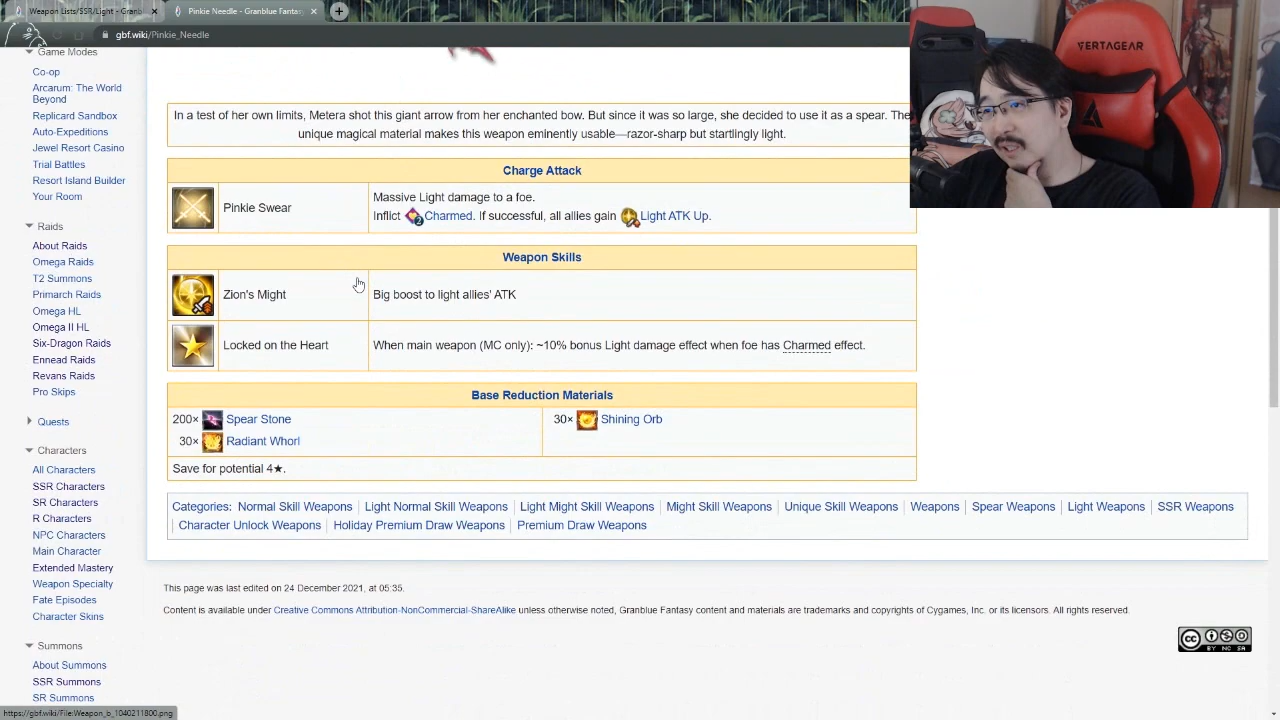 Weapon Lists/SSR/Light - Granbl
Pinkie Needle - Granblue Fantasy
gbf.wiki/Pinkie_Needle
VERTAGEAR
Game Modes
Co-op
Arcarum: The World
Beyond
Replicard Sandbox
Auto-Expeditions
Jewel Resort Casino
Trial Battles
Resort Island Builder
Your Room
Raids
About Raids
Omega Raids
T2 Summons
Primarch Raids
Omega HL
Omega II HL
Six-Dragon Raids
Ennead Raids
Revans Raids
Pro Skips
Quests
Characters
All Characters
SSR Characters
SR Characters
R Characters
NPC Characters
Main Character
Extended Mastery
Weapon Specialty
Fate Episodes
Character Skins
Summons
About Summons
SSR Summons
SR Summons
In a test of her own limits, Metera shot this giant arrow from her enchanted bow. But since it was so large, she decided to use it as a spear. The
unique magical material makes this weapon eminently usable—razor-sharp but startlingly light.
Charge Attack
Pinkie Swear
Massive Light damage to a foe.
Inflict 2 Charmed. If successful, all allies gain Light ATK Up.
Weapon Skills
Zion's Might
Big boost to light allies' ATK
Locked on the Heart
When main weapon (MC only): ~10% bonus Light damage effect when foe has Charmed effect.
Base Reduction Materials
200× Spear Stone
30× Shining Orb
30× Radiant Whorl
Save for potential 4★.
Categories: Normal Skill Weapons Light Normal Skill Weapons Light Might Skill Weapons Might Skill Weapons Unique Skill Weapons Weapons Spear Weapons Light Weapons SSR Weapons
Character Unlock Weapons Holiday Premium Draw Weapons Premium Draw Weapons
This page was last edited on 24 December 2021, at 05:35.
Content is available under Creative Commons Attribution-NonCommercial-ShareAlike unless otherwise noted, Granblue Fantasy content and materials are trademarks and copyrights of Cygames, Inc. or its licensors. All rights reserved.
BY NC SA
https://gbf.wiki/File:Weapon_b_1040211800.png